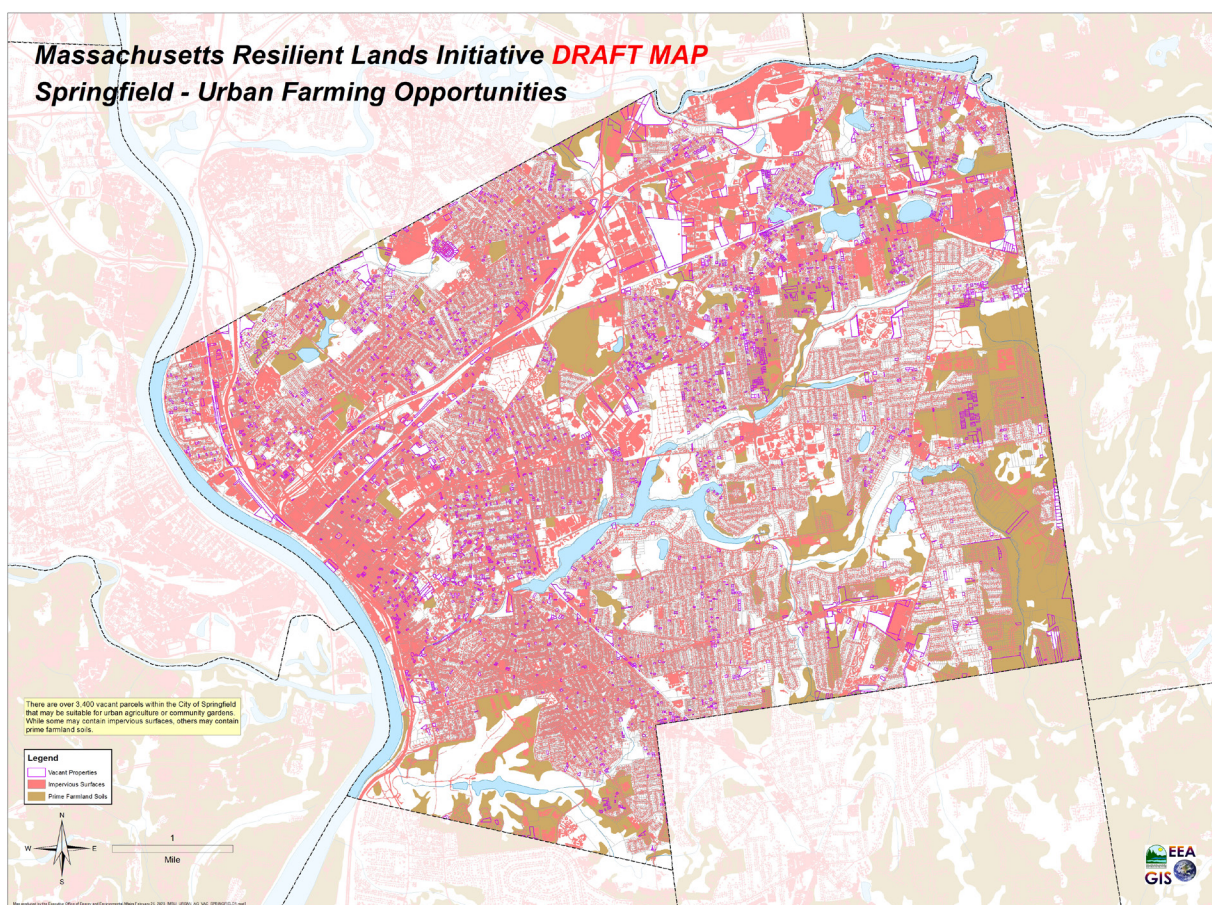 Massachusetts Resilient Lands Initiative DRAFT MAP
Springfield - Urban Farming Opportunities
There are over 3,400 vacant parcels within the City of Springfield
that may be suitable for urban agriculture or community gardens.
While some may contain impervious surfaces, others may contain
prime farmland soils.
Legend
Vacant Properties
Impervious Surfaces
Prime Farmland Soils
N
W E
S
1
Mile
EEA
GIS